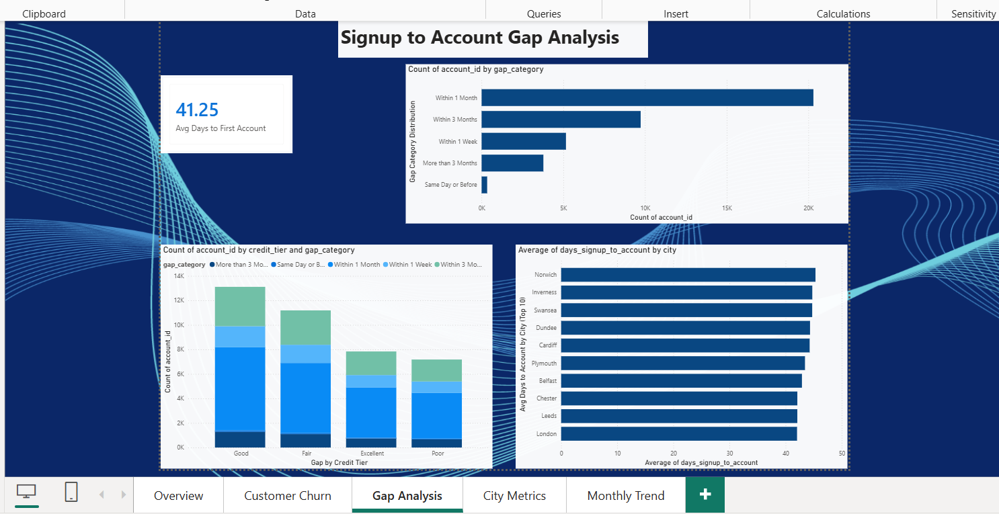 Clipboard
Data
Queries
Insert
Calculations
Sensitivity
Signup to Account Gap Analysis
41.25
Avg Days to First Account
Count of account_id by gap_category
Gap Category Distribution
Within 1 Month
Within 3 Months
Within 1 Week
More than 3 Months
Same Day or Before
0K 5K 10K 15K 20K
Count of account_id
Count of account_id by credit_tier and gap_category
gap_category More than 3 Mo... Same Day or B... Within 1 Month Within 1 Week Within 3 Mo...
Count of account_id
14K
12K
10K
8K
6K
4K
2K
0K
Good Fair Excellent Poor
Gap by Credit Tier
Average of days_signup_to_account by city
Avg Days to Account by City (Top 10)
Norwich
Inverness
Swansea
Dundee
Cardiff
Plymouth
Belfast
Chester
Leeds
London
0 10 20 30 40 50
Average of days_signup_to_account
Overview
Customer Churn
Gap Analysis
City Metrics
Monthly Trend